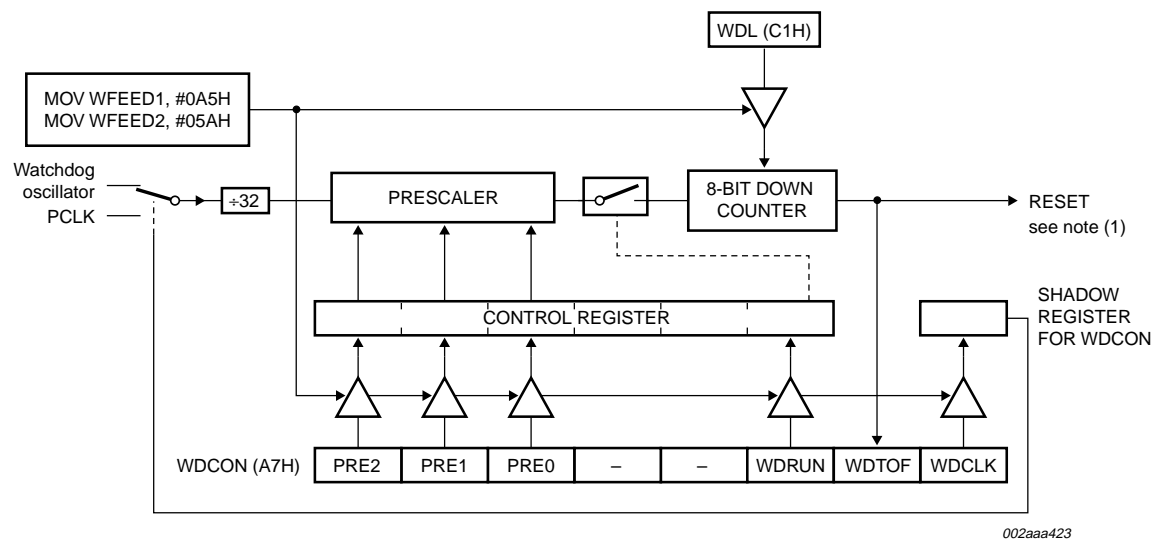 WDL (C1H)
MOV WFEED1, #0A5H
MOV WFEED2, #05AH
Watchdog
oscillator
PCLK
÷32
PRESCALER
8-BIT DOWN
COUNTER
RESET
see note (1)
CONTROL REGISTER
SHADOW
REGISTER
FOR WDCON
WDCON (A7H)
PRE2
PRE1
PRE0
–
–
WDRUN
WDTOF
WDCLK
002aaa423